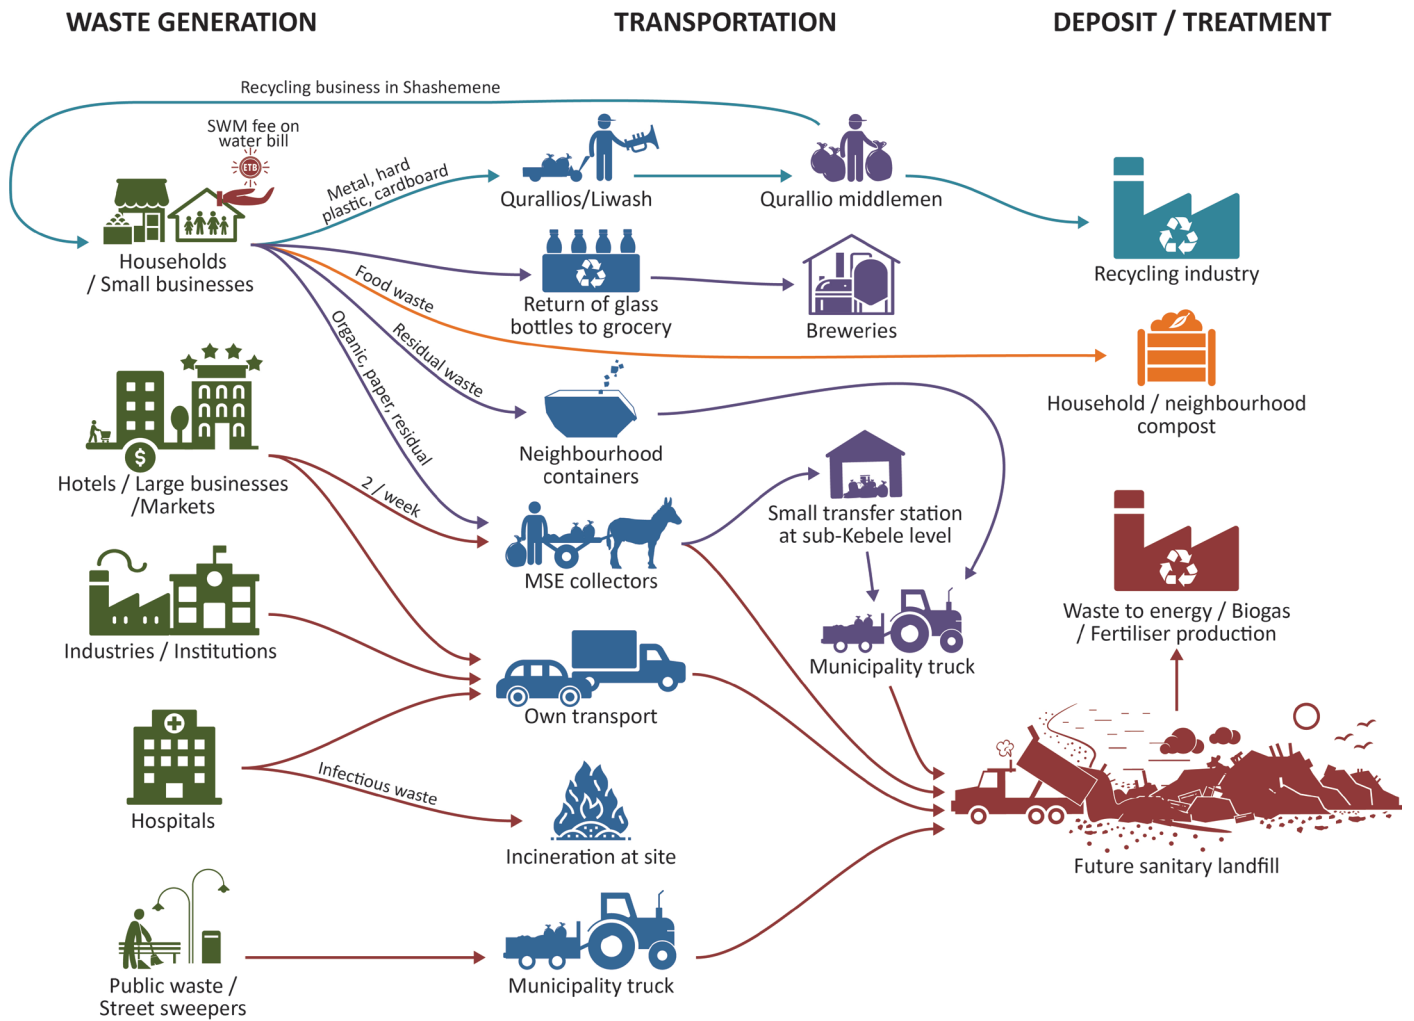 WASTE GENERATION
TRANSPORTATION
DEPOSIT / TREATMENT
Recycling business in Shashemene
SWM fee on
water bill
ETB
Households
/ Small businesses
Metal, hard
plastic, cardboard
Qurallios/Liwash
Qurallio middlemen
Recycling industry
Return of glass
bottles to grocery
Breweries
Food waste
Household / neighbourhood
compost
Residual waste
Organic, paper, residual
Neighbourhood
containers
$
Hotels / Large businesses
/Markets
2 / week
MSE collectors
Small transfer station
at sub-Kebele level
Municipality truck
Waste to energy / Biogas
/ Fertiliser production
Industries / Institutions
Own transport
Hospitals
Infectious waste
Incineration at site
Future sanitary landfill
Public waste /
Street sweepers
Municipality truck